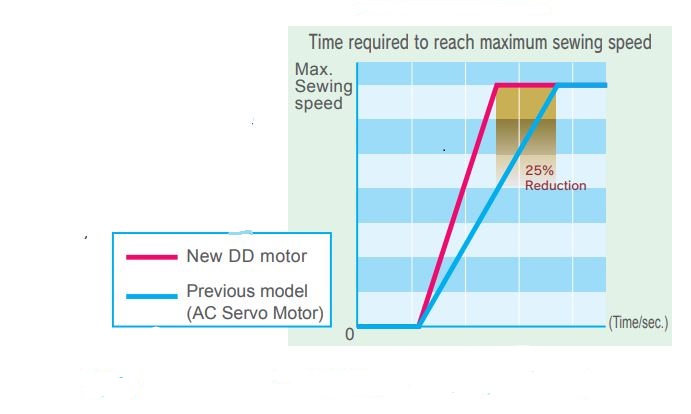 Time required to reach maximum sewing speed
Max.
Sewing
speed
25%
Reduction
New DD motor
Previous model
(AC Servo Motor)
0
(Time/sec.)